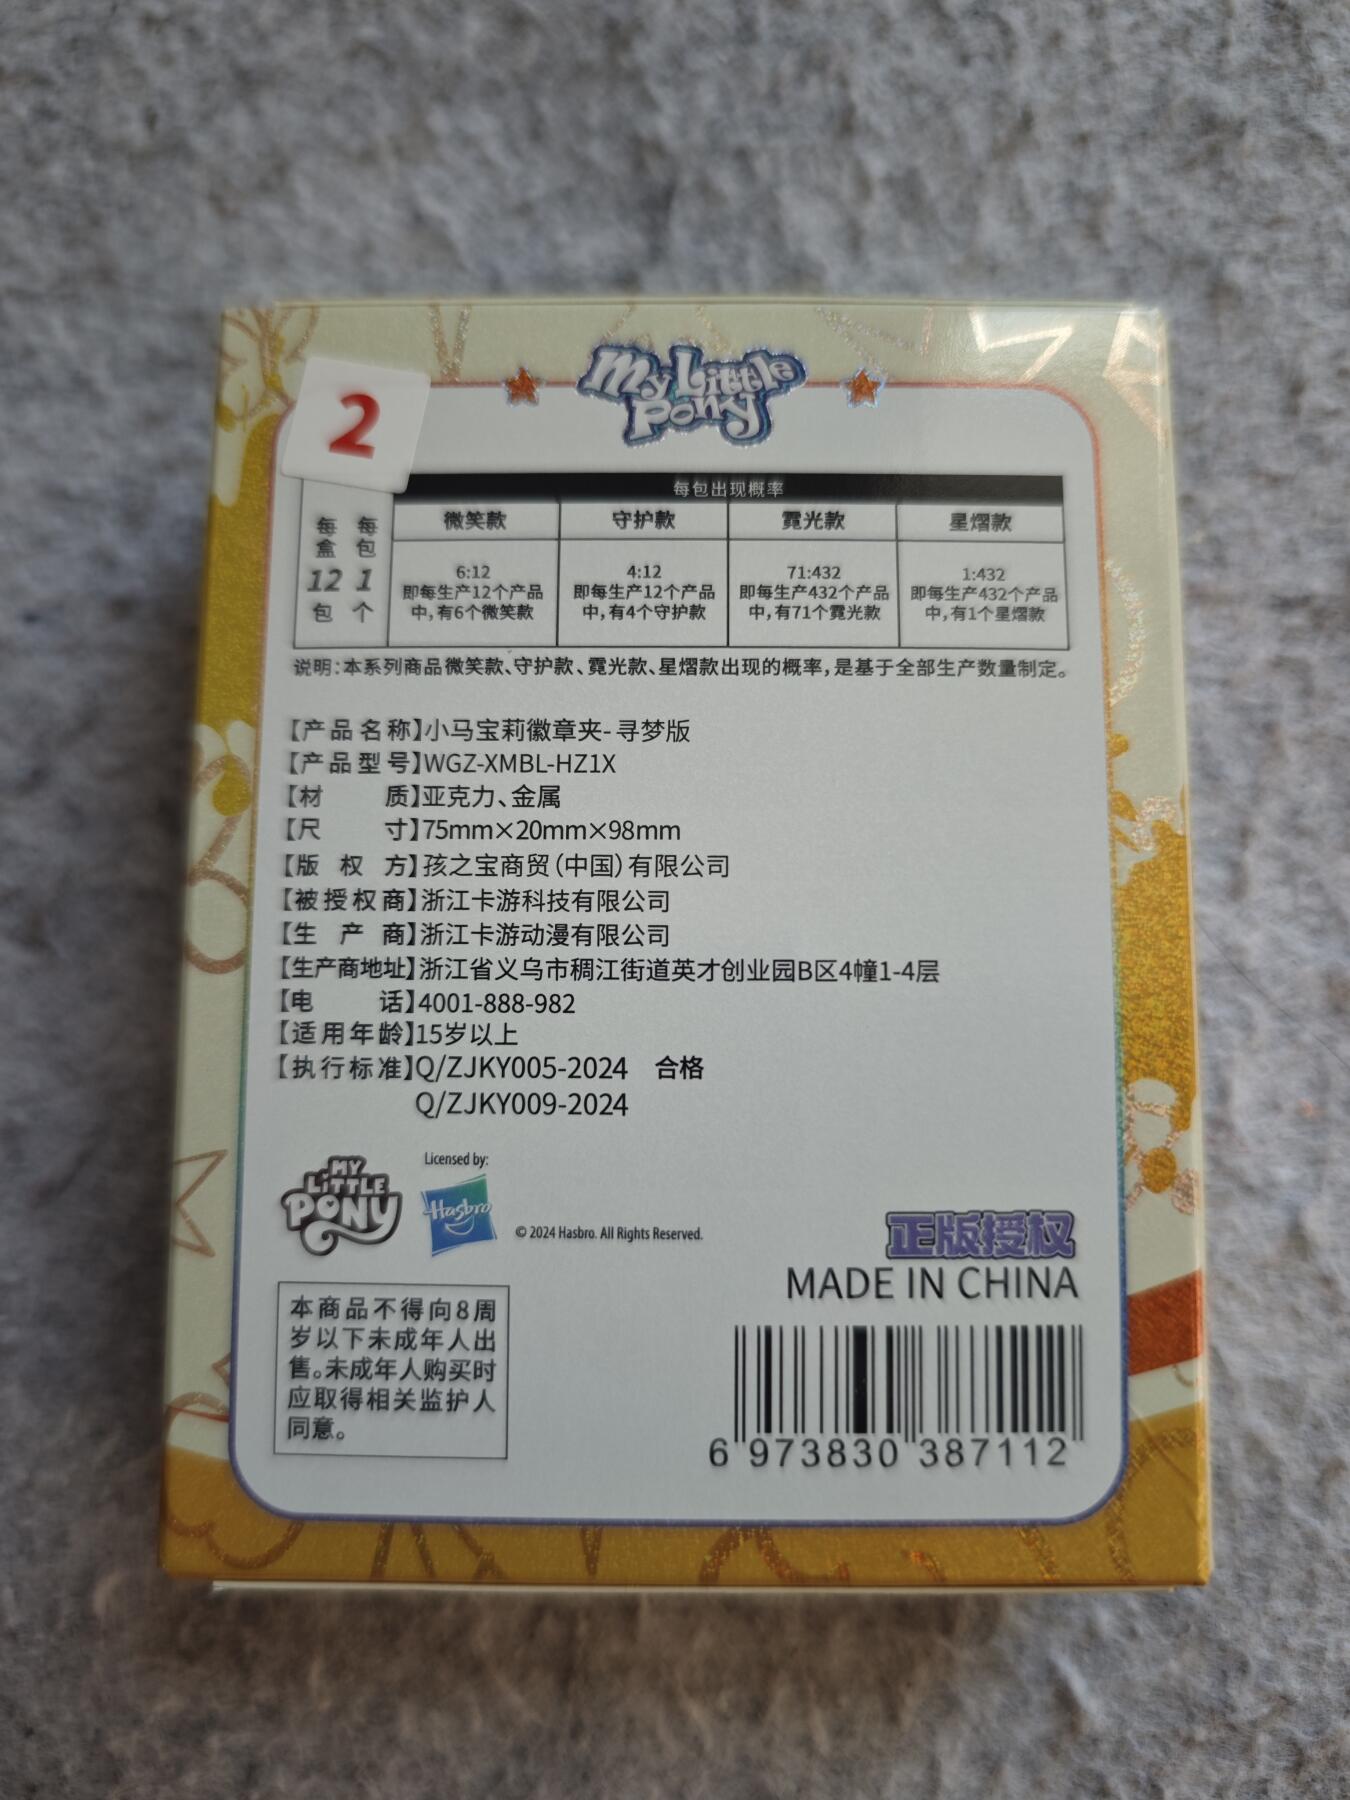 2
My Little
Pony
每包出现概率
每盒12包
每包1个
微笑款 守护款 霓光款 星熠款
6:12 4:12 71:432 1:432
即每生产12个产品 即每生产12个产品 即每生产432个产品 即每生产432个产品
中,有6个微笑款 中,有4个守护款 中,有71个霓光款 中,有1个星熠款
说明:本系列商品微笑款、守护款、霓光款、星熠款出现的概率,是基于全部生产数量制定。
【产品名称】小马宝莉徽章夹-寻梦版
【产品型号】WGZ-XMBL-HZ1X
【材 质】亚克力、金属
【尺 寸】75mm×20mm×98mm
【版 权 方】孩之宝商贸(中国)有限公司
【被授权商】浙江卡游科技有限公司
【生 产 商】浙江卡游动漫有限公司
【生产商地址】浙江省义乌市稠江街道英才创业园B区4幢1-4层
【电 话】4001-888-982
【适用年龄】15岁以上
【执行标准】Q/ZJKY005-2024 合格
Q/ZJKY009-2024
MY
LITTLE
PONY
Licensed by:
Hasbro
© 2024 Hasbro. All Rights Reserved.
正版授权
MADE IN CHINA
本商品不得向8周
岁以下未成年人出
售。未成年人购买时
应取得相关监护人
同意。
6 973830 387112